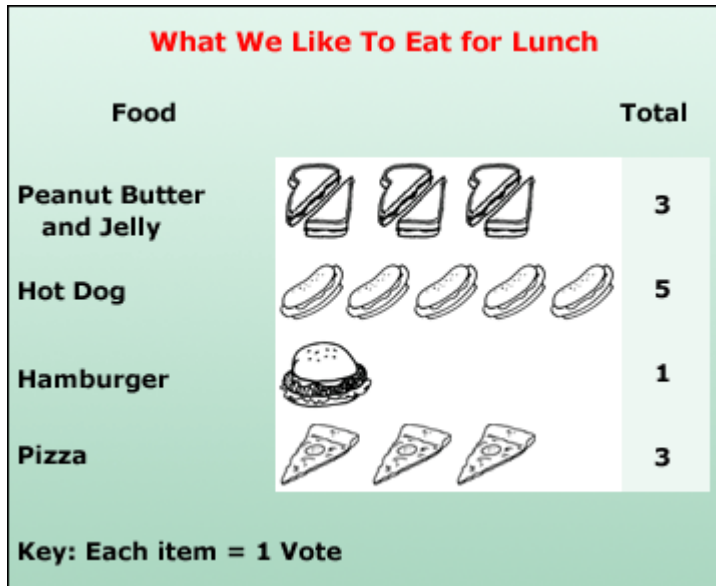 What We Like To Eat for Lunch
Food Total
Peanut Butter
and Jelly
3
Hot Dog 5
Hamburger 1
Pizza 3
Key: Each item = 1 Vote